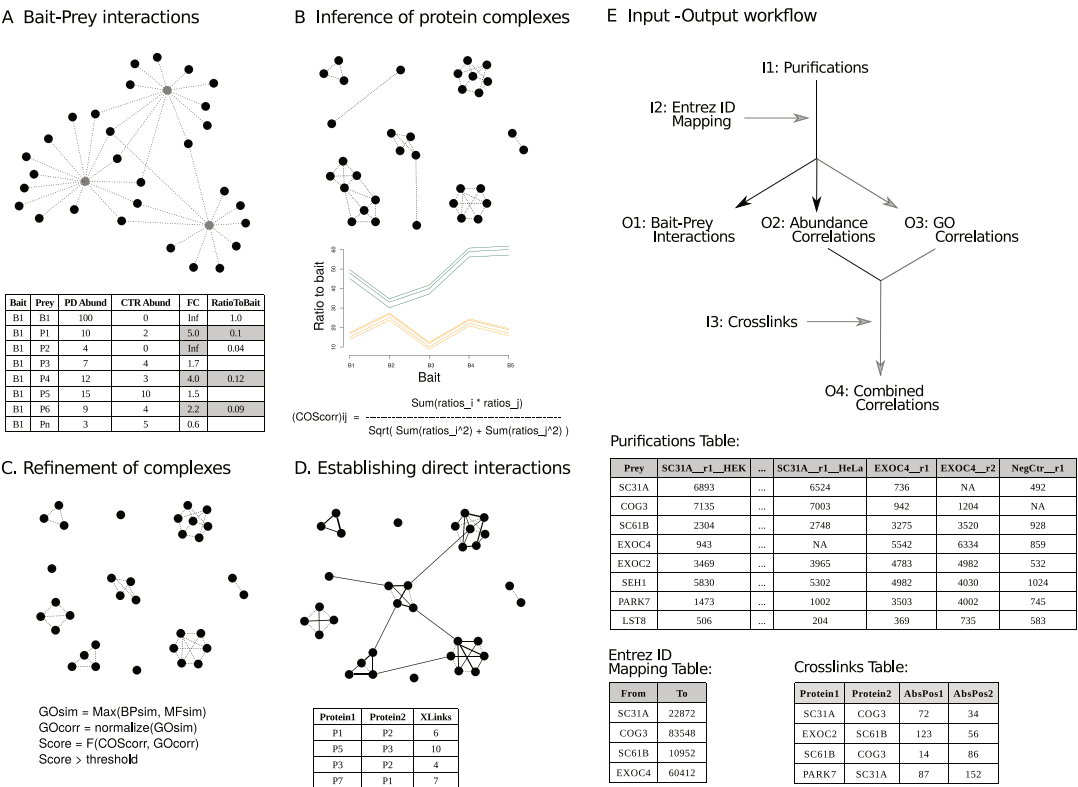 A Bait-Prey interactions
Bait Prey PD Abund CTR Abund FC RatioToBait
B1 B1 100 0 Inf 1.0
B1 P1 10 2 5.0 0.1
B1 P2 4 0 Inf 0.04
B1 P3 7 4 1.7
B1 P4 12 3 4.0 0.12
B1 P5 15 10 1.5
B1 P6 9 4 2.2 0.09
B1 Pn 3 5 0.6
B Inference of protein complexes
Ratio to bait
10 20 30 40 50 60
B1 B2 B3 B4 B5
Bait
Sum(ratios_i * ratios_j)
(COScorr)ij = ------------------------------------------------
Sqrt( Sum(ratios_i^2) + Sum(ratios_j^2) )
C. Refinement of complexes
GOsim = Max(BPsim, MFsim)
GOcorr = normalize(GOsim)
Score = F(COScorr, GOcorr)
Score > threshold
D. Establishing direct interactions
Protein1 Protein2 XLinks
P1 P2 6
P5 P3 10
P3 P2 4
P7 P1 7
E Input -Output workflow
I1: Purifications
I2: Entrez ID
Mapping
O1: Bait-Prey
Interactions
O2: Abundance
Correlations
O3: GO
Correlations
I3: Crosslinks
O4: Combined
Correlations
Purifications Table:
Prey SC31A__r1__HEK ... SC31A__r1__HeLa EXOC4__r1 EXOC4__r2 NegCtr__r1
SC31A 6893 ... 6524 736 NA 492
COG3 7135 ... 7003 942 1204 NA
SC61B 2304 ... 2748 3275 3520 928
EXOC4 943 ... NA 5542 6334 859
EXOC2 3469 ... 3965 4783 4982 532
SEH1 5830 ... 5302 4982 4030 1024
PARK7 1473 ... 1002 3503 4002 745
LST8 506 ... 204 369 735 583
Entrez ID
Mapping Table:
From To
SC31A 22872
COG3 83548
SC61B 10952
EXOC4 60412
Crosslinks Table:
Protein1 Protein2 AbsPos1 AbsPos2
SC31A COG3 72 34
EXOC2 SC61B 123 56
SC61B COG3 14 86
PARK7 SC31A 87 152